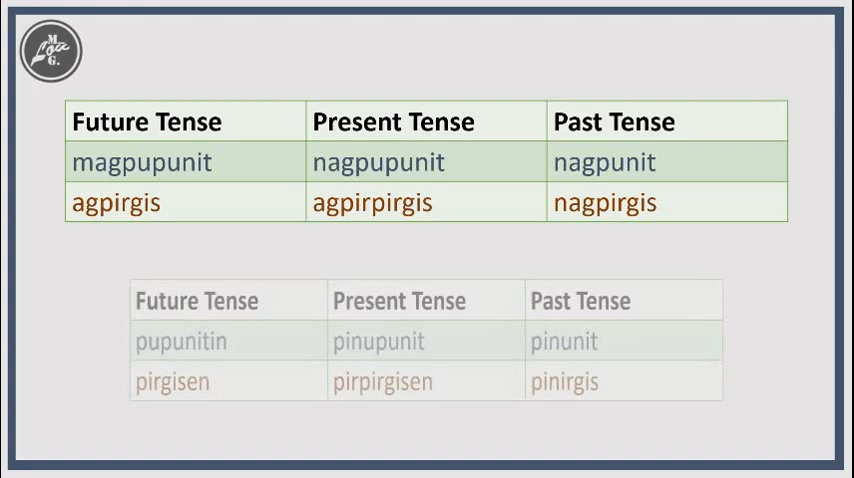 M
Loa
G.
Future Tense Present Tense Past Tense
magpupunit nagpupunit nagpunit
agpirgis agpirpirgis nagpirgis
Future Tense Present Tense Past Tense
pupunitin pinupunit pinunit
pirgisen pirpirgisen pinirgis